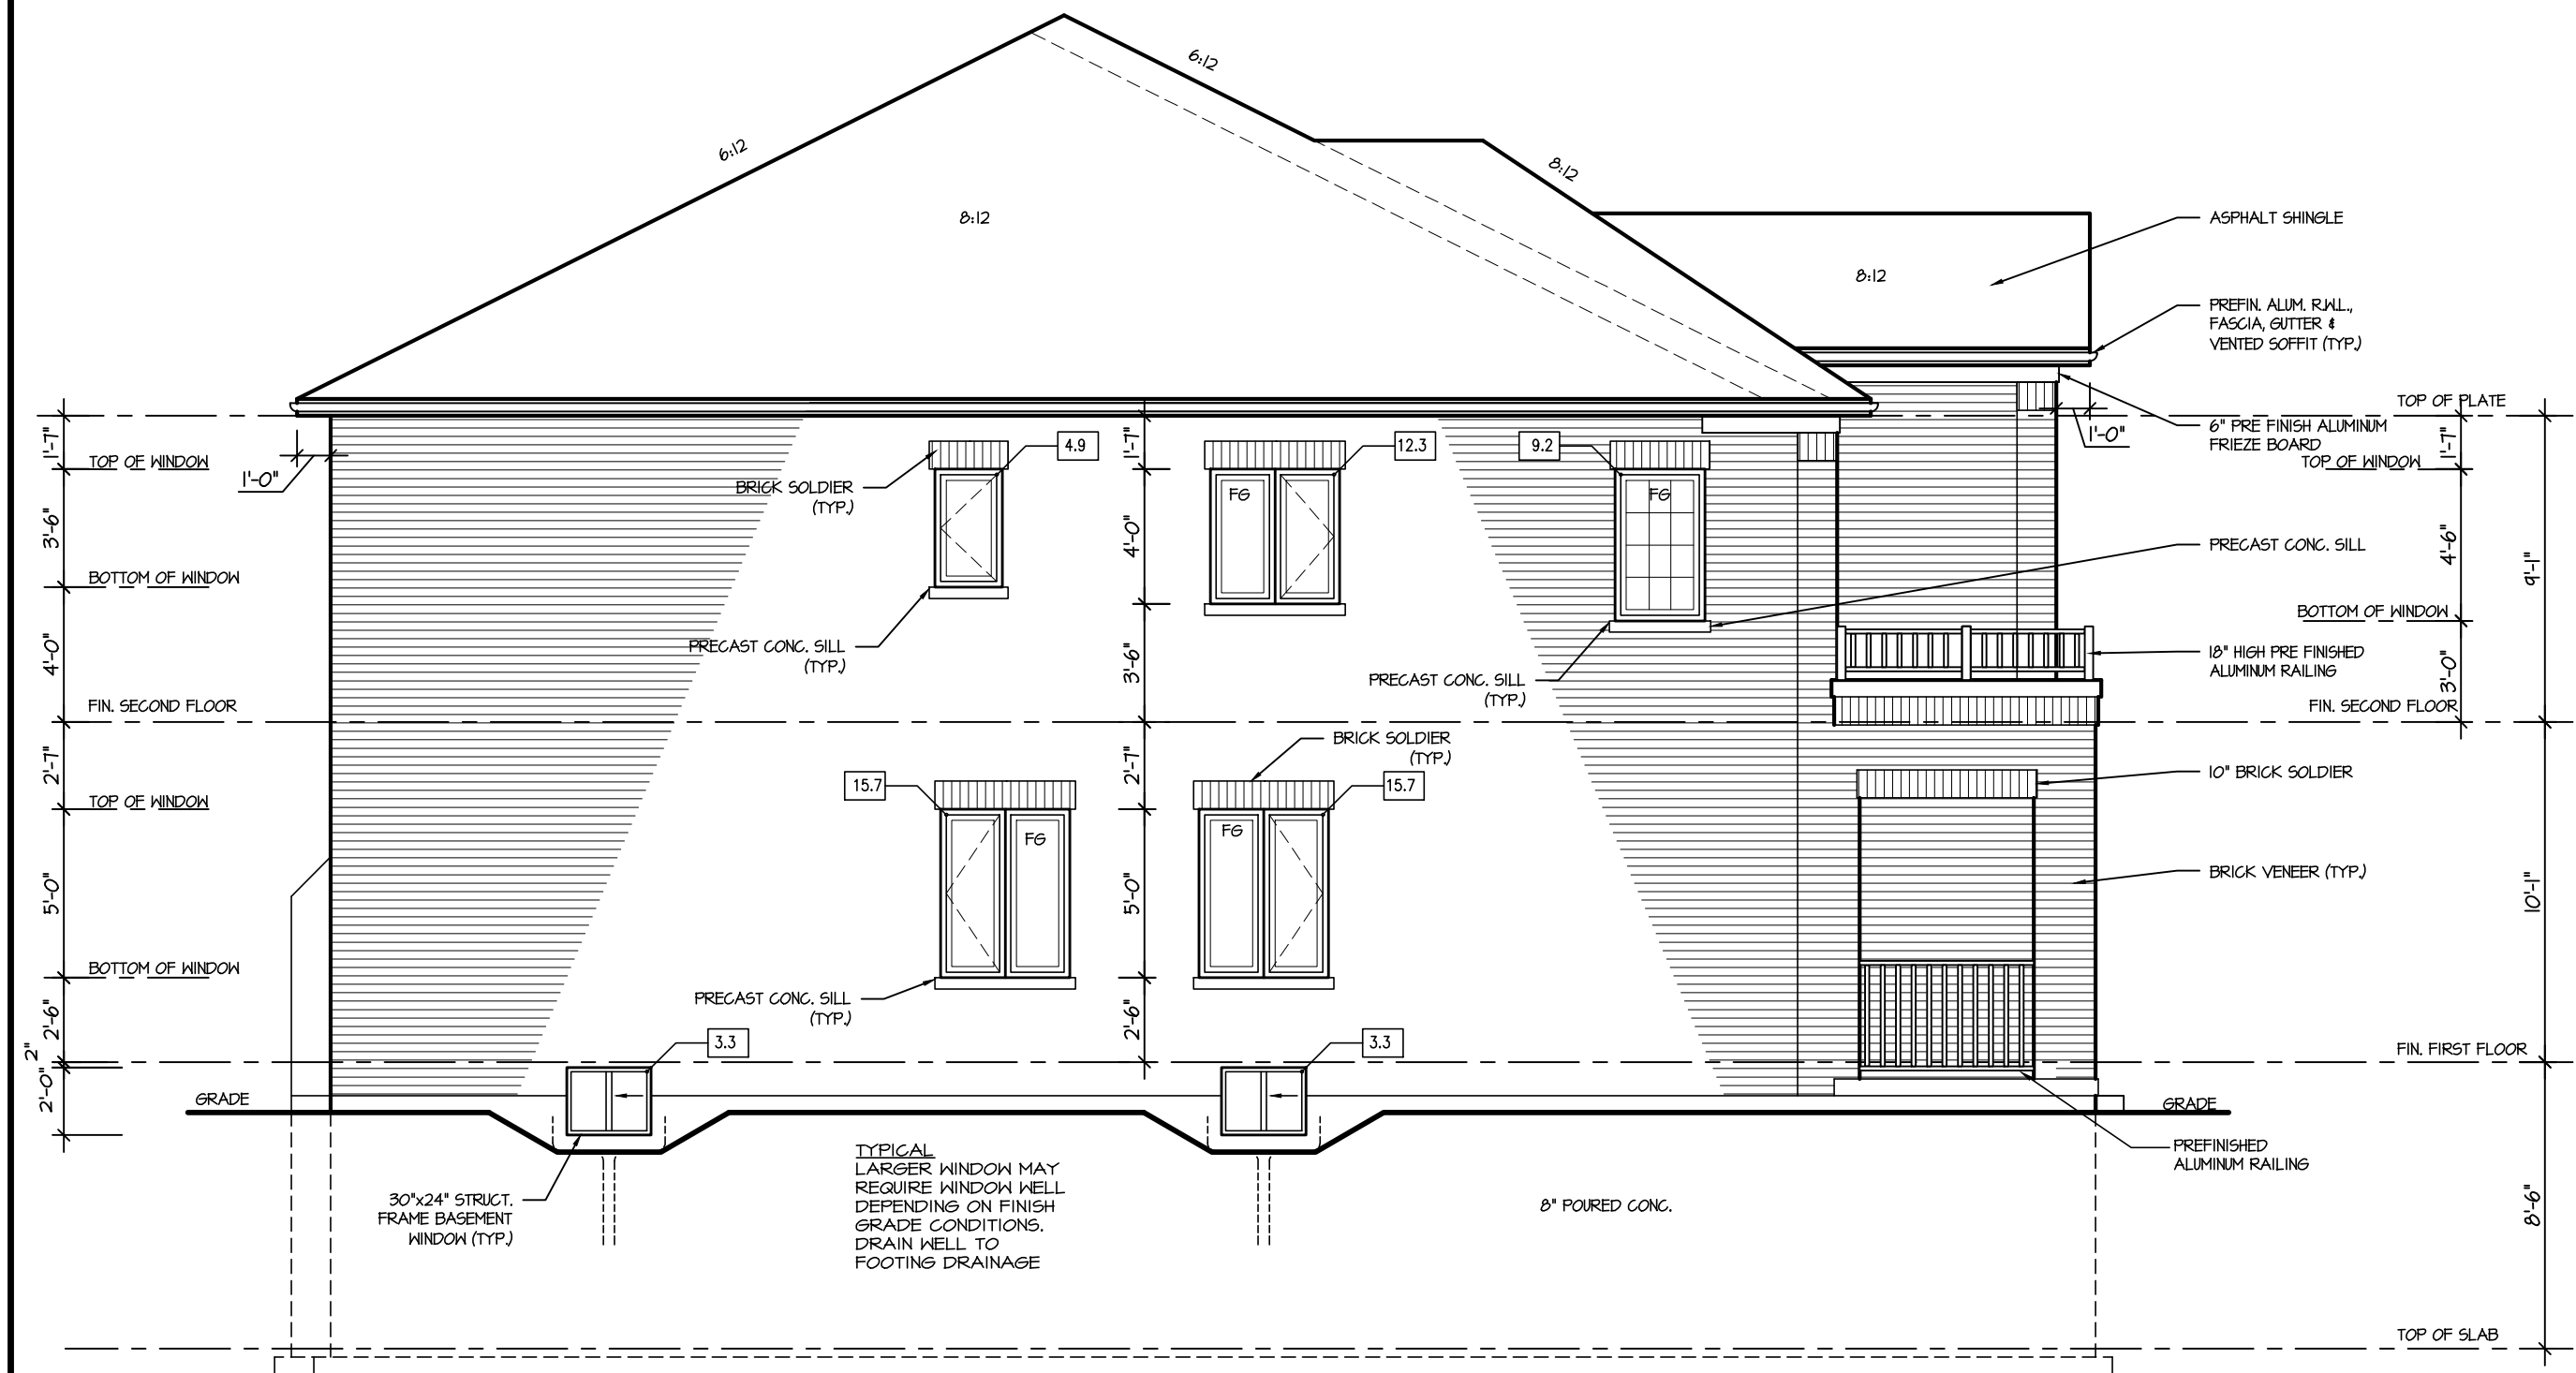 6:12
6:12
8:12
8:12
8:12
ASPHALT SHINGLE
PREFIN. ALUM. R.W.L.,
FASCIA, GUTTER &
VENTED SOFFIT (TYP.)
TOP OF PLATE
6" PRE FINISH ALUMINUM
FRIEZE BOARD
TOP OF WINDOW
1'-0"
1'-7"
PRECAST CONC. SILL
4'-6"
9'-1"
BOTTOM OF WINDOW
18" HIGH PRE FINISHED
ALUMINUM RAILING
3'-0"
FIN. SECOND FLOOR
10" BRICK SOLDIER
BRICK VENEER (TYP.)
10'-1"
FIN. FIRST FLOOR
GRADE
PREFINISHED
ALUMINUM RAILING
8'-6"
TOP OF SLAB
1'-7"
TOP OF WINDOW
1'-0"
3'-6"
BOTTOM OF WINDOW
4'-0"
FIN. SECOND FLOOR
2'-7"
TOP OF WINDOW
5'-0"
BOTTOM OF WINDOW
2'-6"
2"
2'-0"
GRADE
4.9
BRICK SOLDIER
(TYP.)
PRECAST CONC. SILL
(TYP.)
1'-7"
4'-0"
3'-6"
2'-7"
5'-0"
2'-6"
12.3
FG
9.2
FG
PRECAST CONC. SILL
(TYP.)
BRICK SOLDIER
(TYP.)
15.7
FG
15.7
FG
PRECAST CONC. SILL
(TYP.)
3.3
3.3
30"x24" STRUCT.
FRAME BASEMENT
WINDOW (TYP.)
TYPICAL
LARGER WINDOW MAY
REQUIRE WINDOW WELL
DEPENDING ON FINISH
GRADE CONDITIONS.
DRAIN WELL TO
FOOTING DRAINAGE
8" POURED CONC.